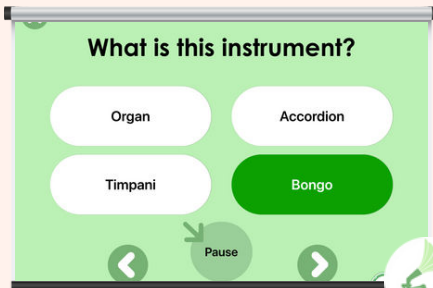 What is this instrument?
Organ
Accordion
Timpani
Bongo
Pause